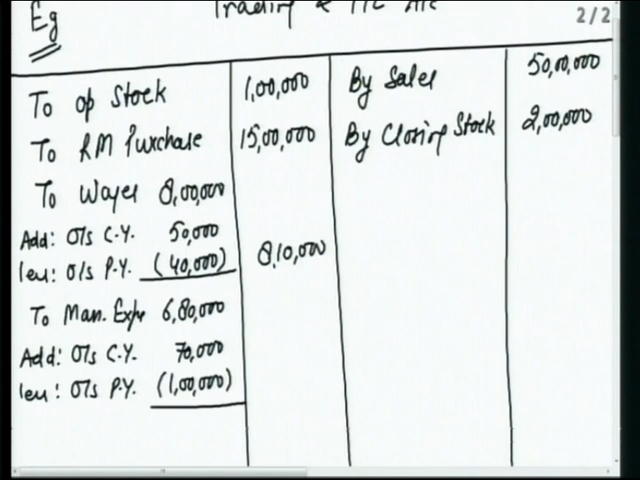 Eg
Trading & P/L A/c
2/2
To op Stock 1,00,000 By Sales 50,00,000
To RM Purchase 15,00,000 By Closing Stock 2,00,000
To Wages 8,00,000
Add: O/s C.Y. 50,000
Less: O/s P.Y. (40,000) 8,10,000
To Man. Exp 6,80,000
Add: O/s C.Y. 70,000
Less: O/s P.Y. (1,00,000)